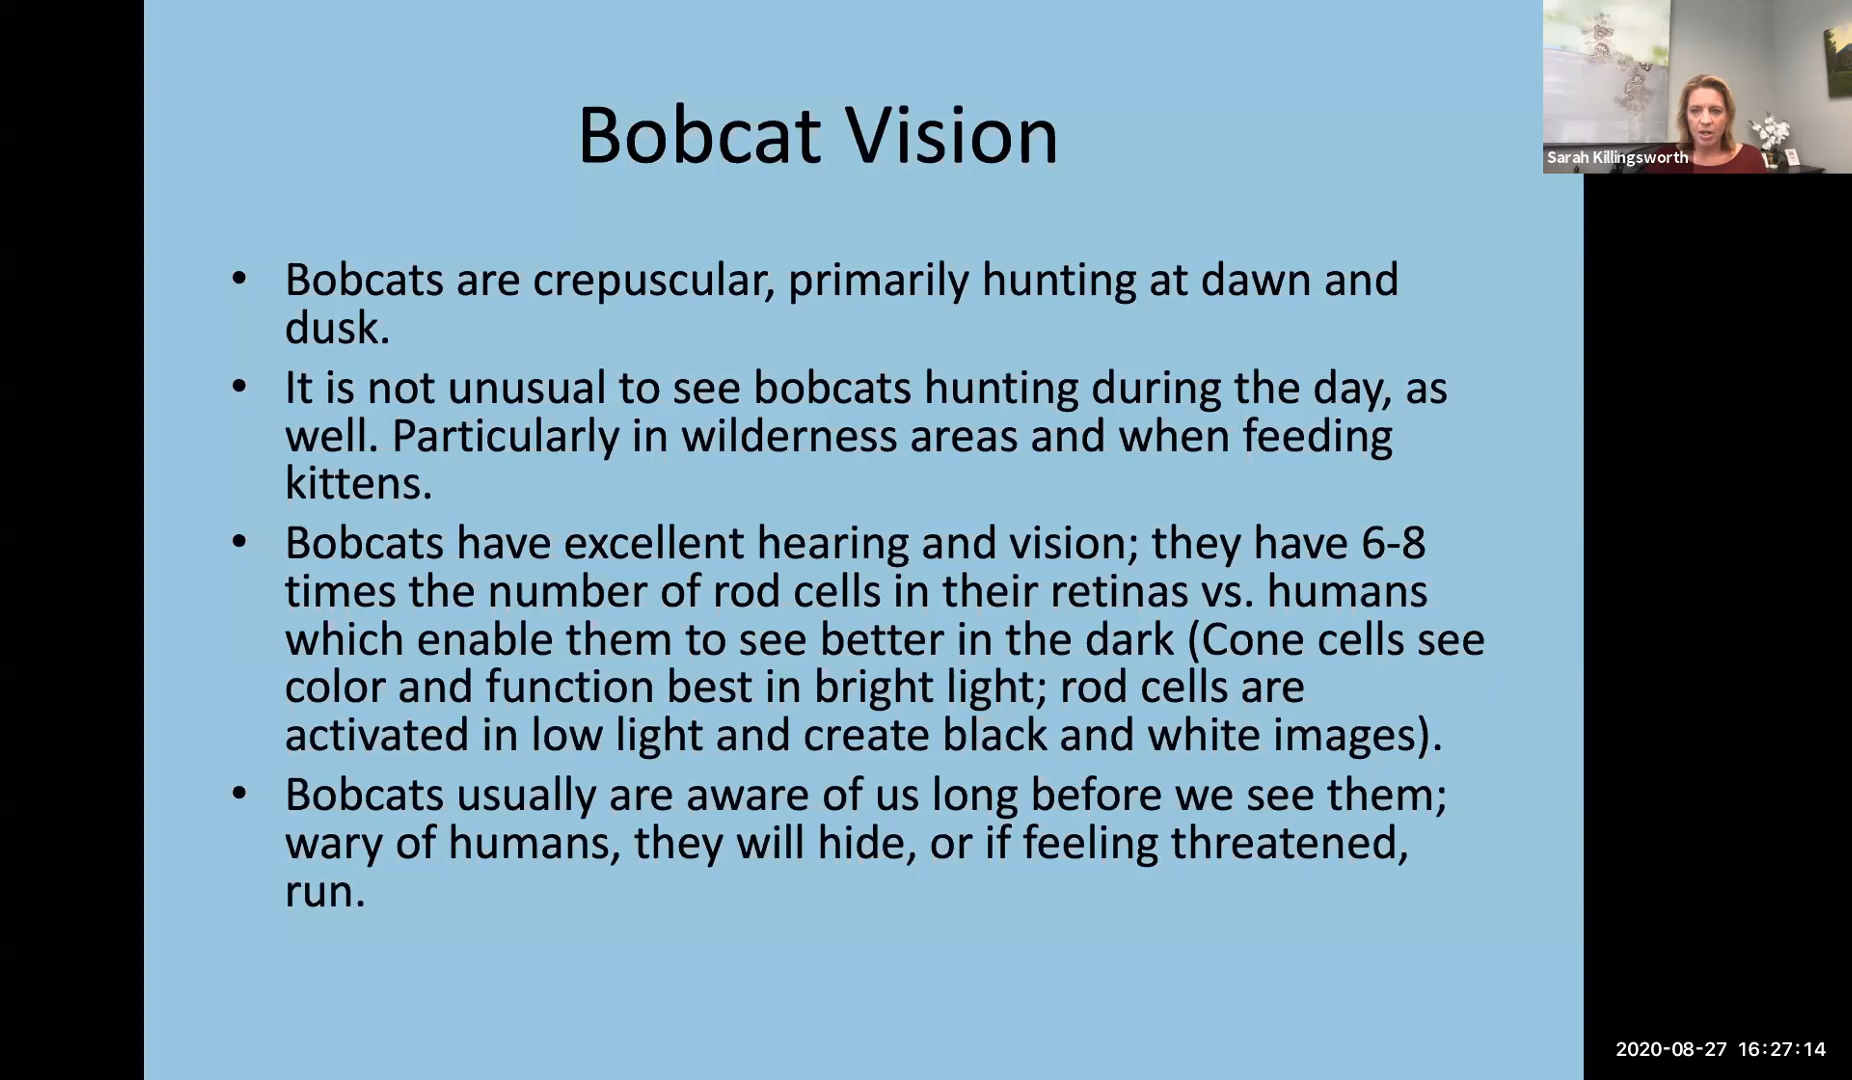 Bobcat Vision
Sarah Killingsworth
• Bobcats are crepuscular, primarily hunting at dawn and
dusk.
• It is not unusual to see bobcats hunting during the day, as
well. Particularly in wilderness areas and when feeding
kittens.
• Bobcats have excellent hearing and vision; they have 6-8
times the number of rod cells in their retinas vs. humans
which enable them to see better in the dark (Cone cells see
color and function best in bright light; rod cells are
activated in low light and create black and white images).
• Bobcats usually are aware of us long before we see them;
wary of humans, they will hide, or if feeling threatened,
run.
2020-08-27 16:27:14